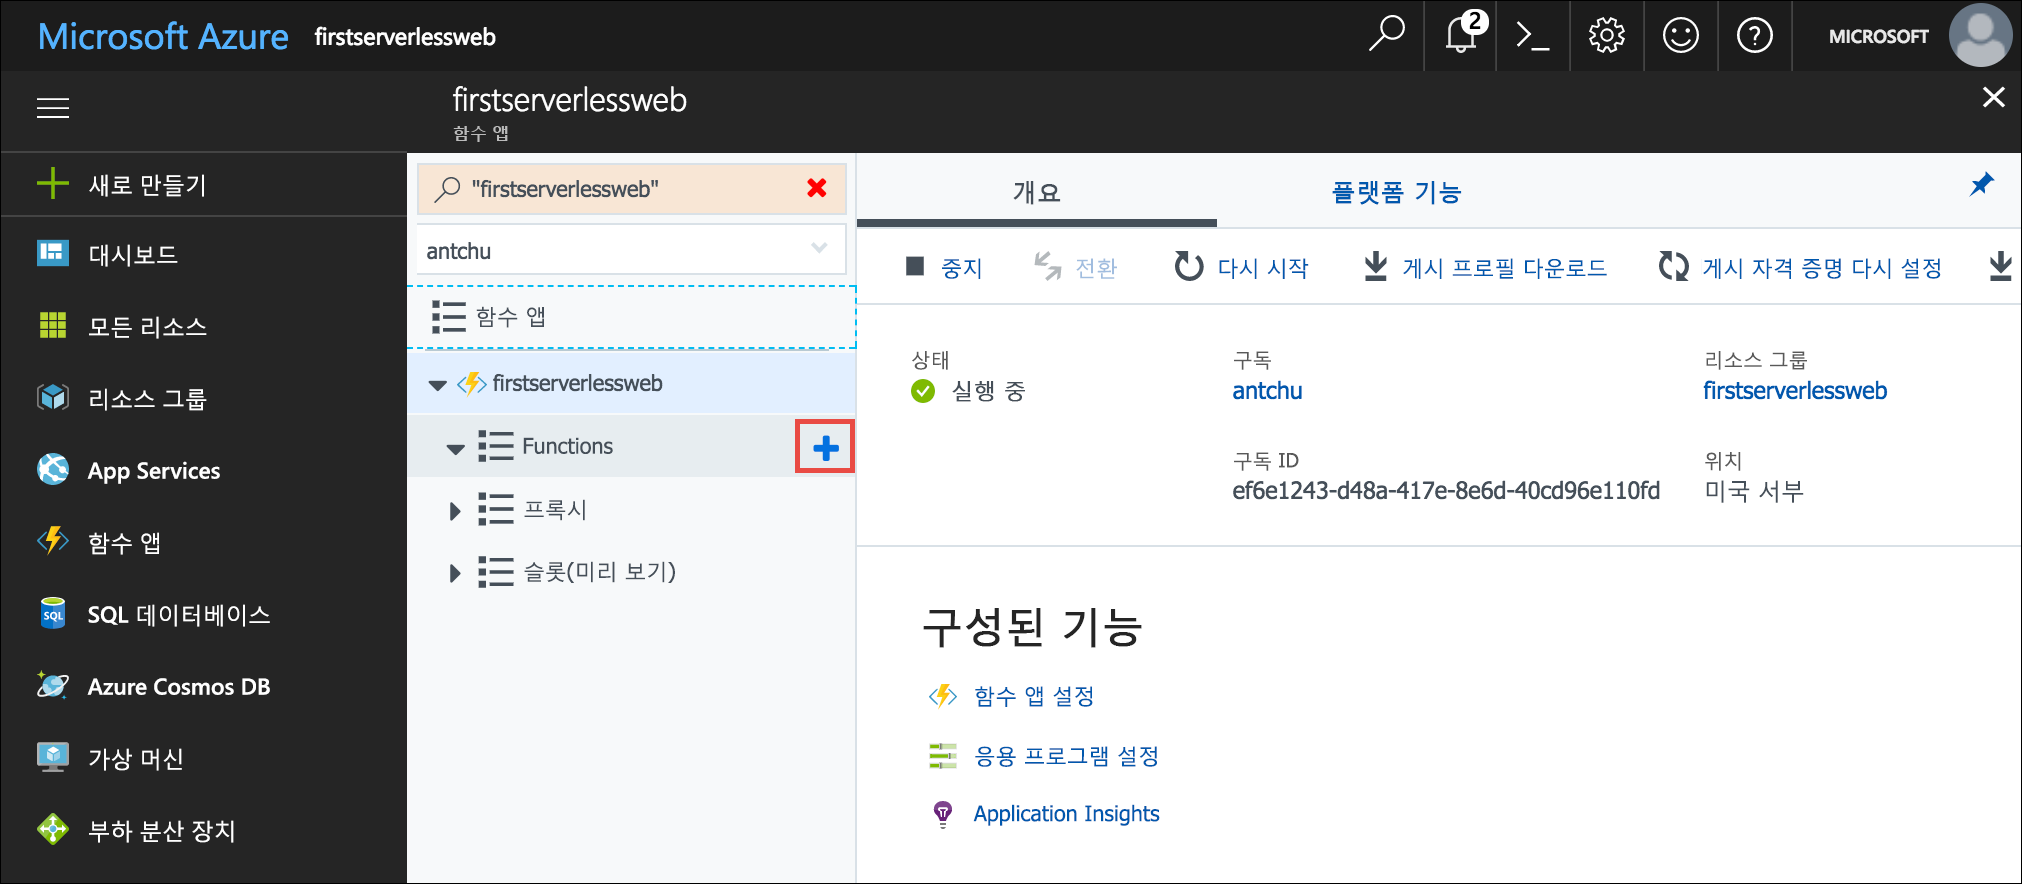 Microsoft Azure firstserverlessweb
2
MICROSOFT
firstserverlessweb
함수 앱
새로 만들기
대시보드
모든 리소스
리소스 그룹
App Services
함수 앱
SQL 데이터베이스
SQL
Azure Cosmos DB
가상 머신
부하 분산 장치
"firstserverlessweb"
antchu
함수 앱
firstserverlessweb
Functions
프록시
슬롯(미리 보기)
개요 플랫폼 기능
중지 전환 다시 시작 게시 프로필 다운로드 게시 자격 증명 다시 설정
상태 구독 리소스 그룹
실행 중 antchu firstserverlessweb
구독 ID 위치
ef6e1243-d48a-417e-8e6d-40cd96e110fd 미국 서부
구성된 기능
함수 앱 설정
응용 프로그램 설정
Application Insights